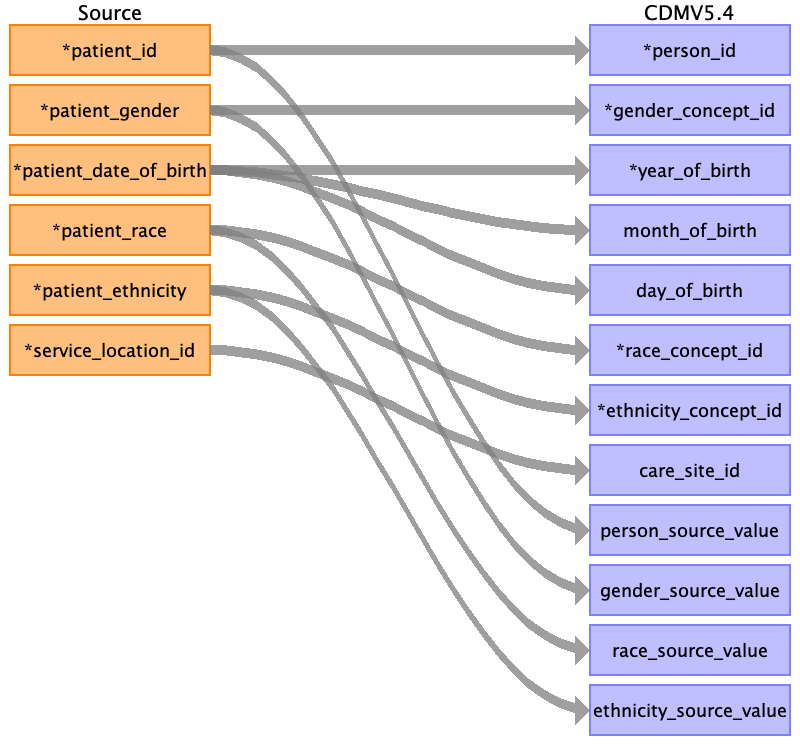 Source
CDMV5.4
*patient_id
*person_id
*patient_gender
*gender_concept_id
*patient_date_of_birth
*year_of_birth
*patient_race
month_of_birth
*patient_ethnicity
day_of_birth
*service_location_id
*race_concept_id
*ethnicity_concept_id
care_site_id
person_source_value
gender_source_value
race_source_value
ethnicity_source_value